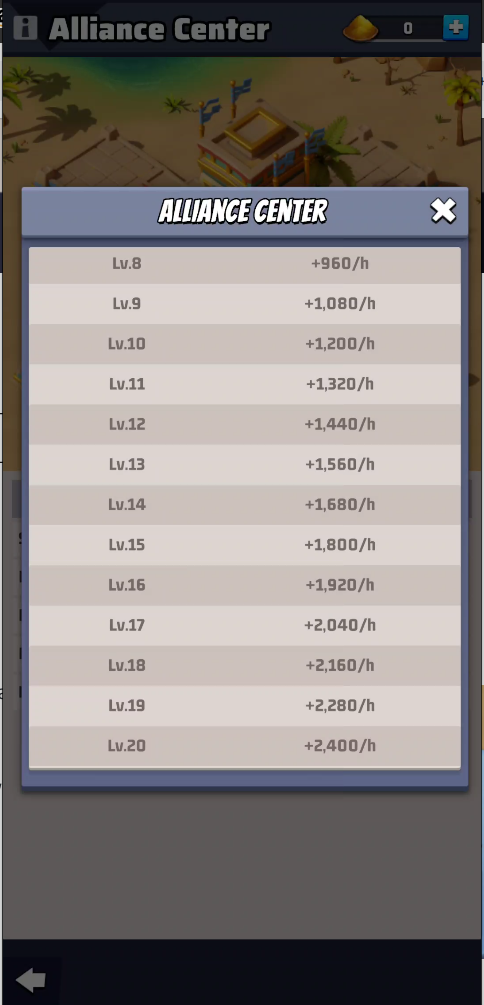 Alliance Center
0
ALLIANCE CENTER
Lv.8 +960/h
Lv.9 +1,080/h
Lv.10 +1,200/h
Lv.11 +1,320/h
Lv.12 +1,440/h
Lv.13 +1,560/h
Lv.14 +1,680/h
Lv.15 +1,800/h
Lv.16 +1,920/h
Lv.17 +2,040/h
Lv.18 +2,160/h
Lv.19 +2,280/h
Lv.20 +2,400/h